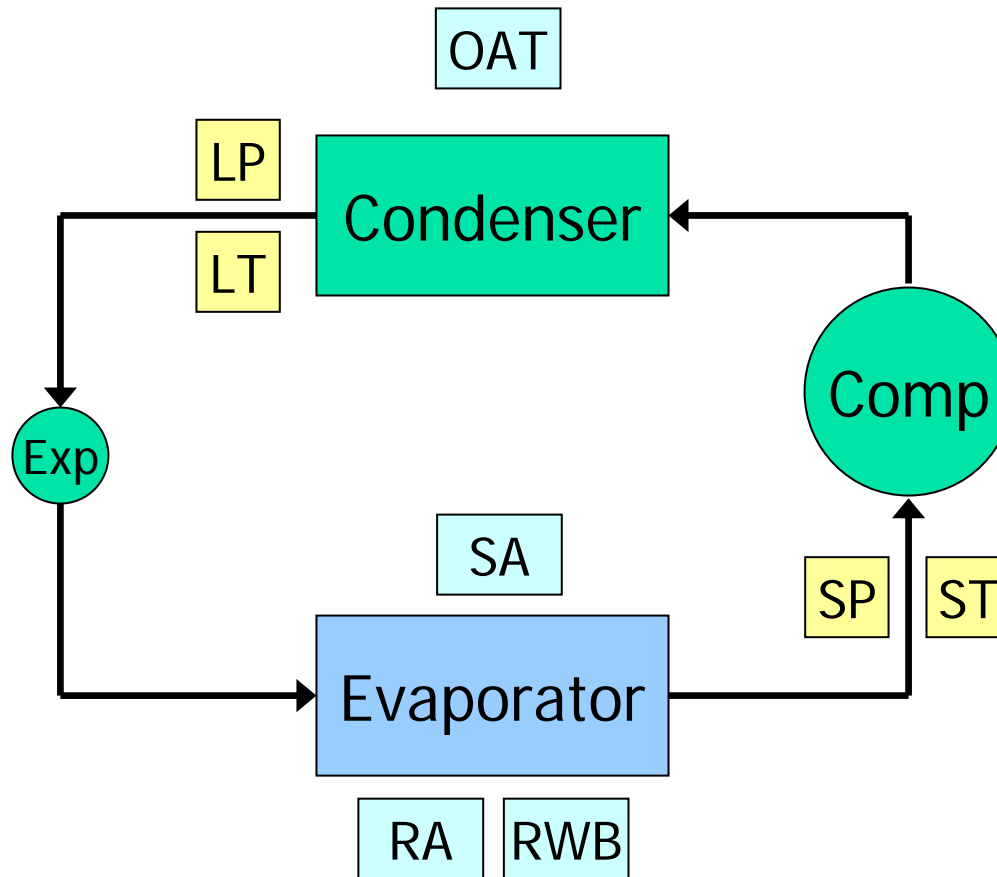 OAT
LP
Condenser
LT
Comp
Exp
SA
SP
ST
Evaporator
RA
RWB